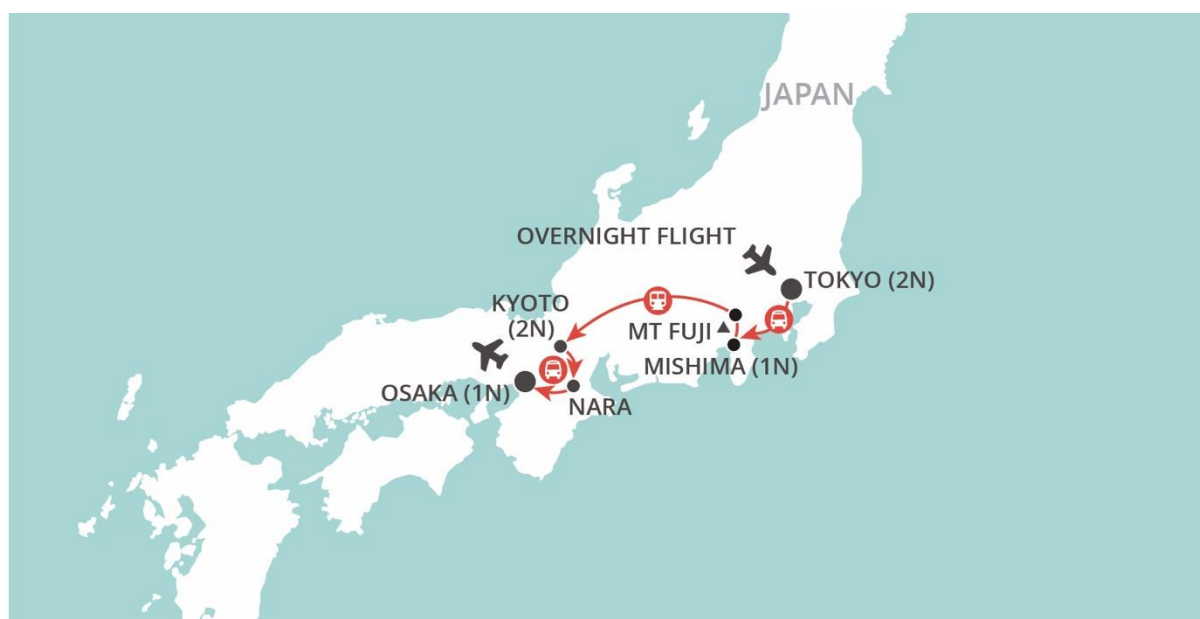 JAPAN
OVERNIGHT FLIGHT
TOKYO (2N)
KYOTO
(2N)
MT FUJI
MISHIMA (1N)
OSAKA (1N)
NARA